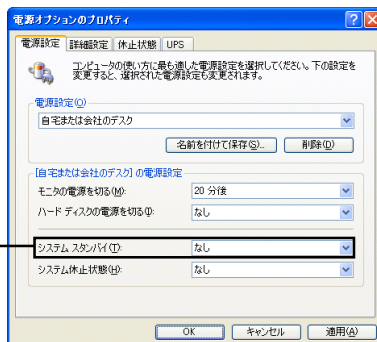 電源オプションのプロパティ
電源設定 詳細設定 休止状態 UPS
コンピュータの使い方に最も適した電源設定を選択してください。下の設定を
変更すると、選択された電源設定も変更されます。
電源設定(O)
自宅または会社のデスク
名前を付けて保存(S)... 削除(D)
[自宅または会社のデスク] の電源設定
モニタの電源を切る(M): 20 分後
ハード ディスクの電源を切る(I): なし
システム スタンバイ(T): なし
システム休止状態(H): なし
OK キャンセル 適用(A)